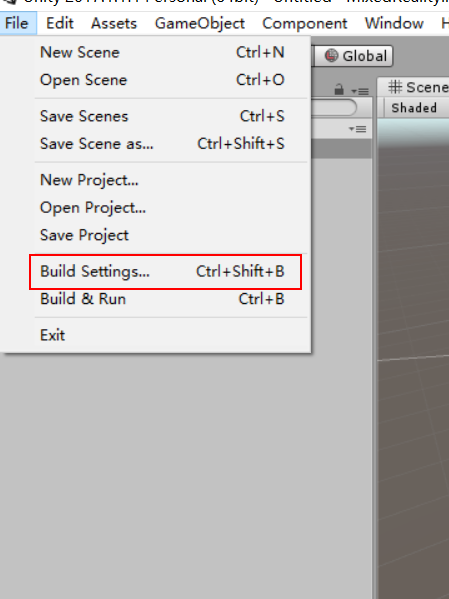 File Edit Assets GameObject Component Window
New Scene Ctrl+N
Open Scene Ctrl+O
Save Scenes Ctrl+S
Save Scene as... Ctrl+Shift+S
New Project...
Open Project...
Save Project
Build Settings... Ctrl+Shift+B
Build & Run Ctrl+B
Exit
Global
Scene
Shaded